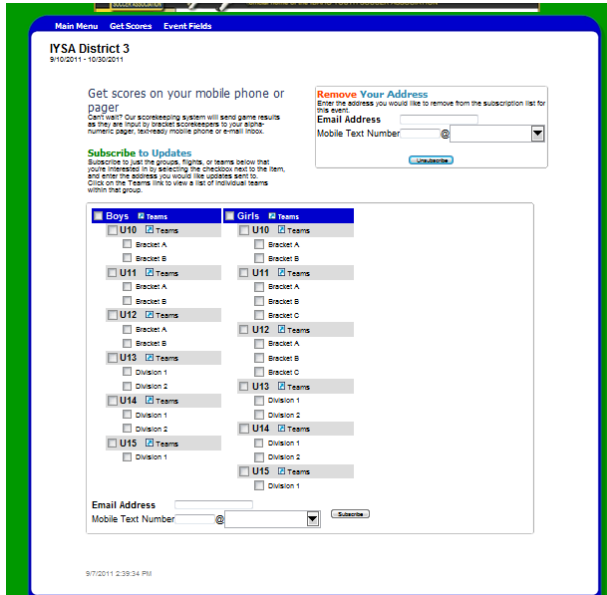 SOCCER ASSOCIATION
Main Menu Get Scores Event Fields
IYSA District 3
9/10/2011 - 10/30/2011
Get scores on your mobile phone or
pager
Can't wait? Our scorekeeping system will send game results
as they are input by bracket scorekeepers to your alpha-
numeric pager, text-ready mobile phone or e-mail inbox.
Subscribe to Updates
Subscribe to just the groups, flights, or teams below that
you're interested in by selecting the checkbox next to the item,
and enter the address you would like updates sent to.
Click on the Teams link to view a list of individual teams
within that group.
Remove Your Address
Enter the address you would like to remove from the subscription list for
this event.
Email Address
Mobile Text Number @
Unsubscribe
Boys Teams
U10 Teams
Bracket A
Bracket B
U11 Teams
Bracket A
Bracket B
U12 Teams
Bracket A
Bracket B
U13 Teams
Division 1
Division 2
U14 Teams
Division 1
Division 2
U15 Teams
Division 1
Girls Teams
U10 Teams
Bracket A
Bracket B
U11 Teams
Bracket A
Bracket B
Bracket C
U12 Teams
Bracket A
Bracket B
Bracket C
U13 Teams
Division 1
Division 2
U14 Teams
Division 1
Division 2
U15 Teams
Division 1
Email Address
Mobile Text Number @
Subscribe
9/7/2011 2:39:34 PM